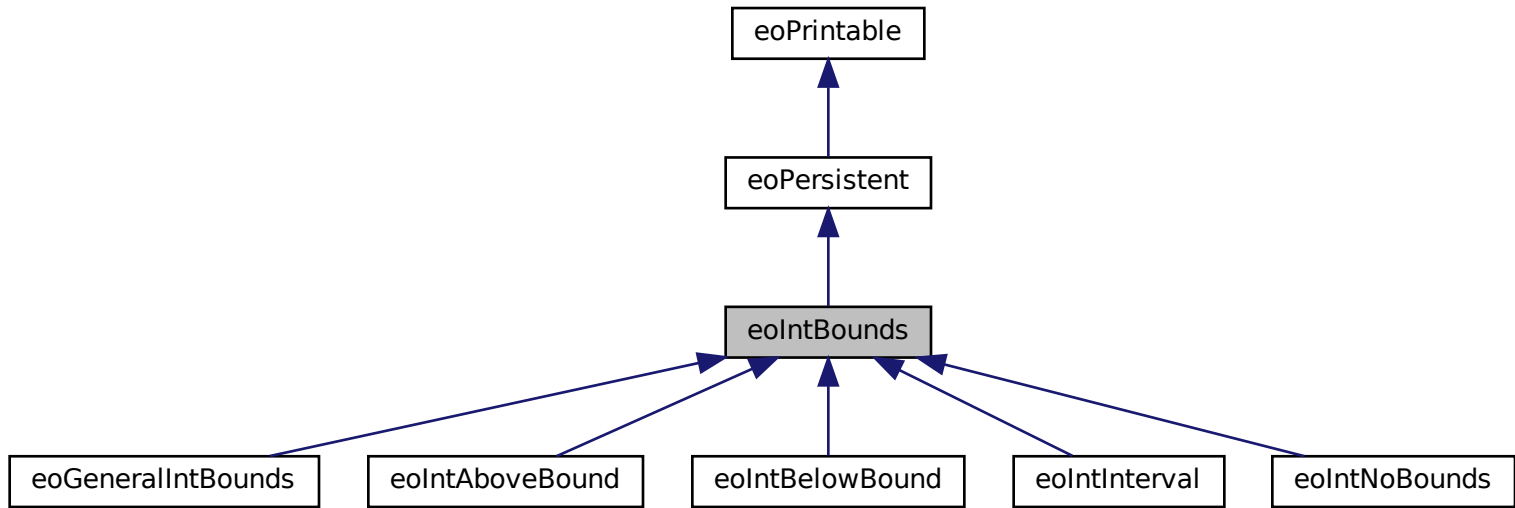 eoPrintable
eoPersistent
eoIntBounds
eoGeneralIntBounds
eoIntAboveBound
eoIntBelowBound
eoIntInterval
eoIntNoBounds